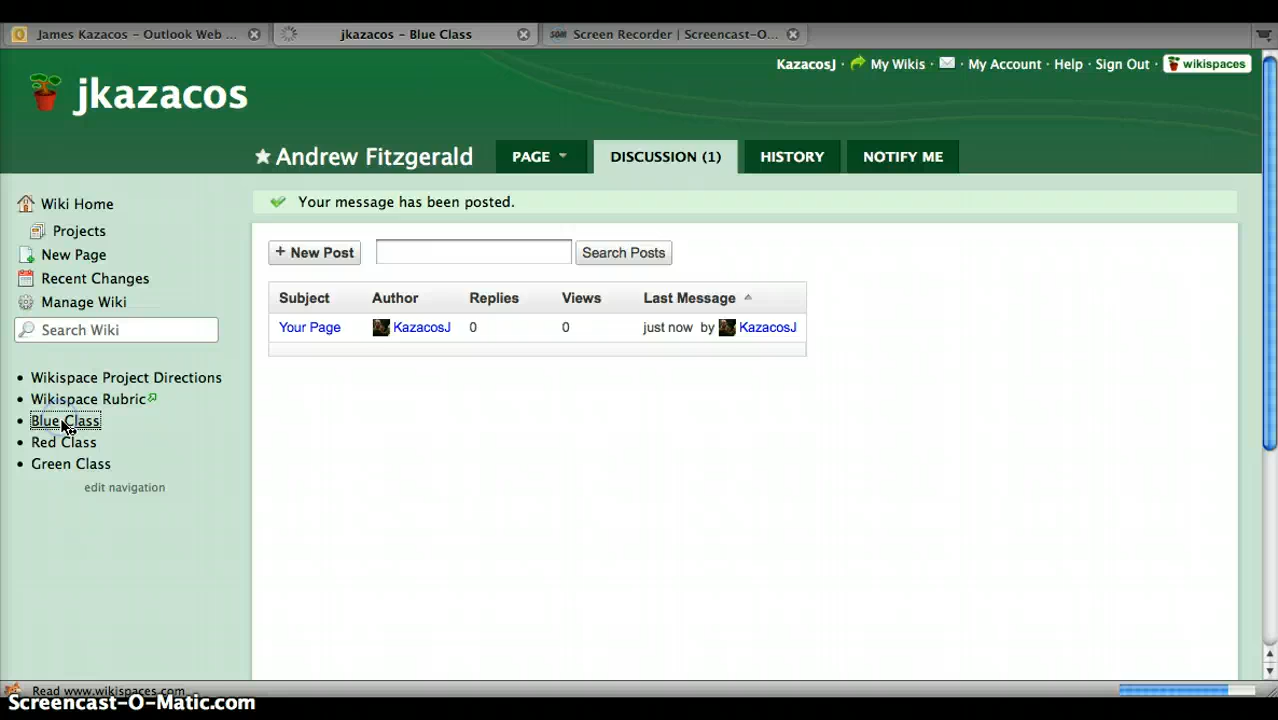 James Kazacos – Outlook Web ...
jkazacos – Blue Class
Screen Recorder | Screencast-O...
KazacosJ · My Wikis · My Account · Help · Sign Out · wikispaces
jkazacos
Andrew Fitzgerald
PAGE
DISCUSSION (1)
HISTORY
NOTIFY ME
Wiki Home
Projects
New Page
Recent Changes
Manage Wiki
Search Wiki
Wikispace Project Directions
Wikispace Rubric
Blue Class
Red Class
Green Class
edit navigation
Your message has been posted.
+ New Post
Search Posts
Subject Author Replies Views Last Message
Your Page KazacosJ 0 0 just now by KazacosJ
Read www.wikispaces.com
Screencast-O-Matic.com